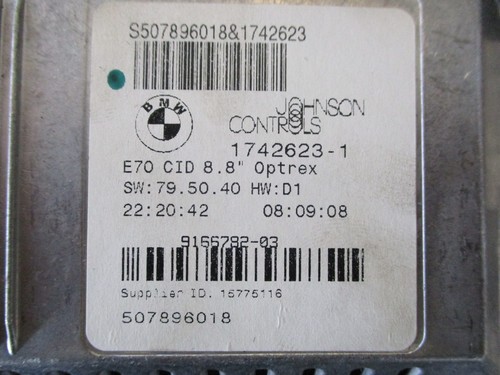 S507896018&1742623
BMW
JOHNSON
CONTROLS
1742623-1
E70 CID 8.8" Optrex
SW:79.50.40 HW:D1
22:20:42 08:09:08
9166782-03
Supplier ID. 15775116
507896018